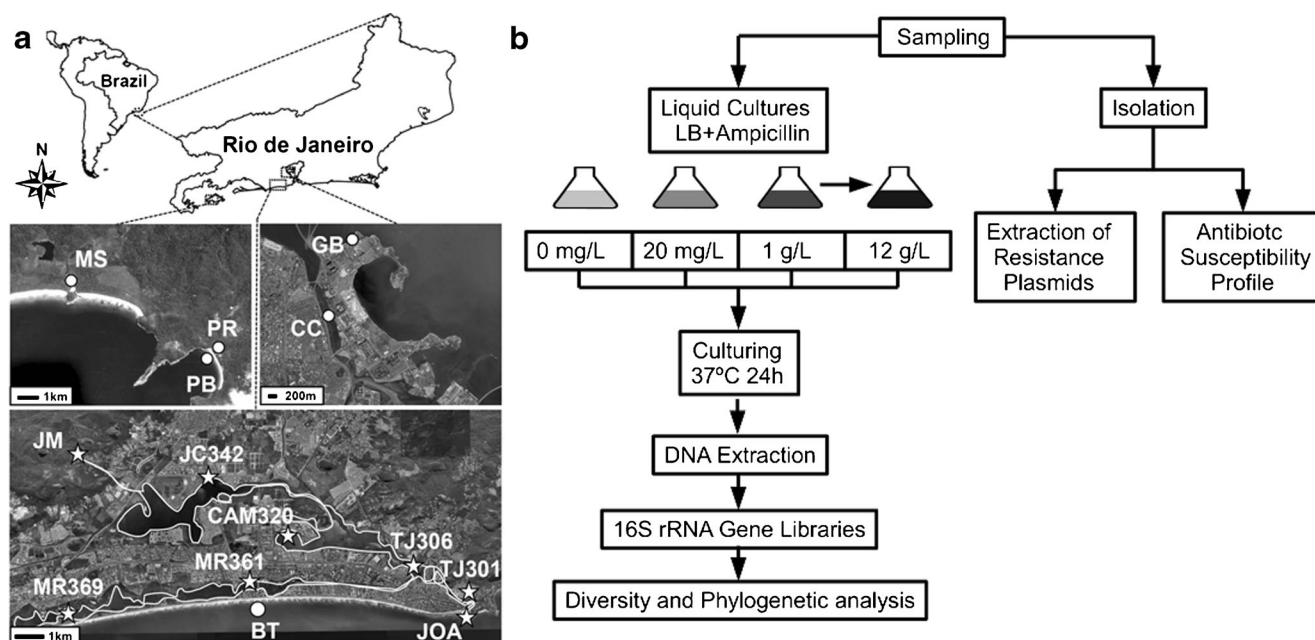 a
Brazil
N
Rio de Janeiro
MS
PR
PB
1km
GB
CC
200m
JM
JC342
CAM320
TJ306
TJ301
MR361
MR369
BT
JOA
1km
b
Sampling
Liquid Cultures
LB+Ampicillin
Isolation
0 mg/L
20 mg/L
1 g/L
12 g/L
Extraction of
Resistance
Plasmids
Antibiotc
Susceptibility
Profile
Culturing
37ºC 24h
DNA Extraction
16S rRNA Gene Libraries
Diversity and Phylogenetic analysis